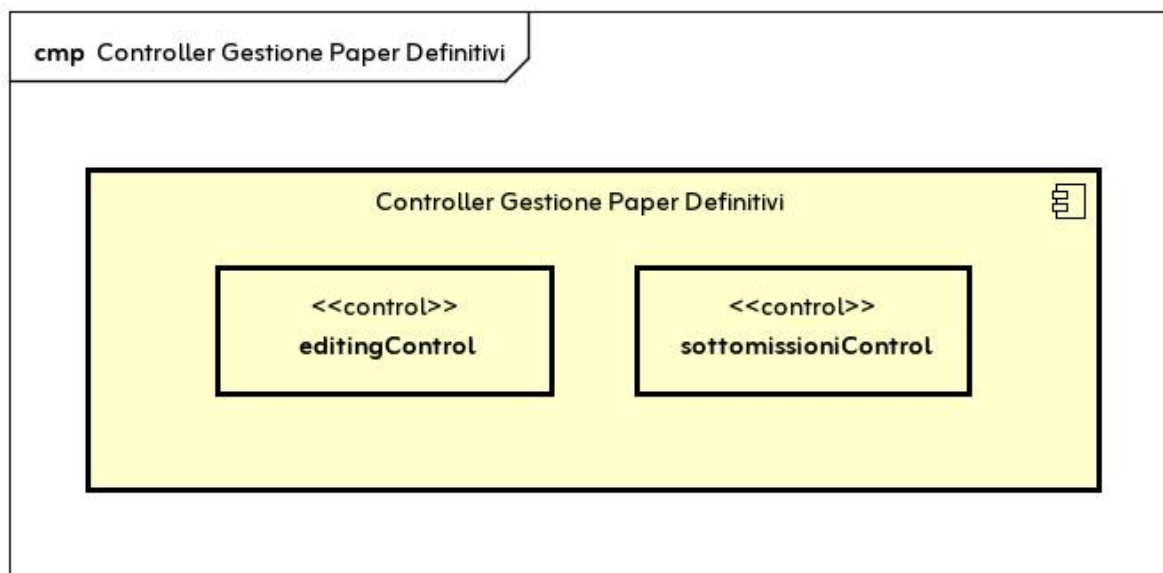 cmp Controller Gestione Paper Definitivi
Controller Gestione Paper Definitivi
<<control>>
editingControl
<<control>>
sottomissioniControl